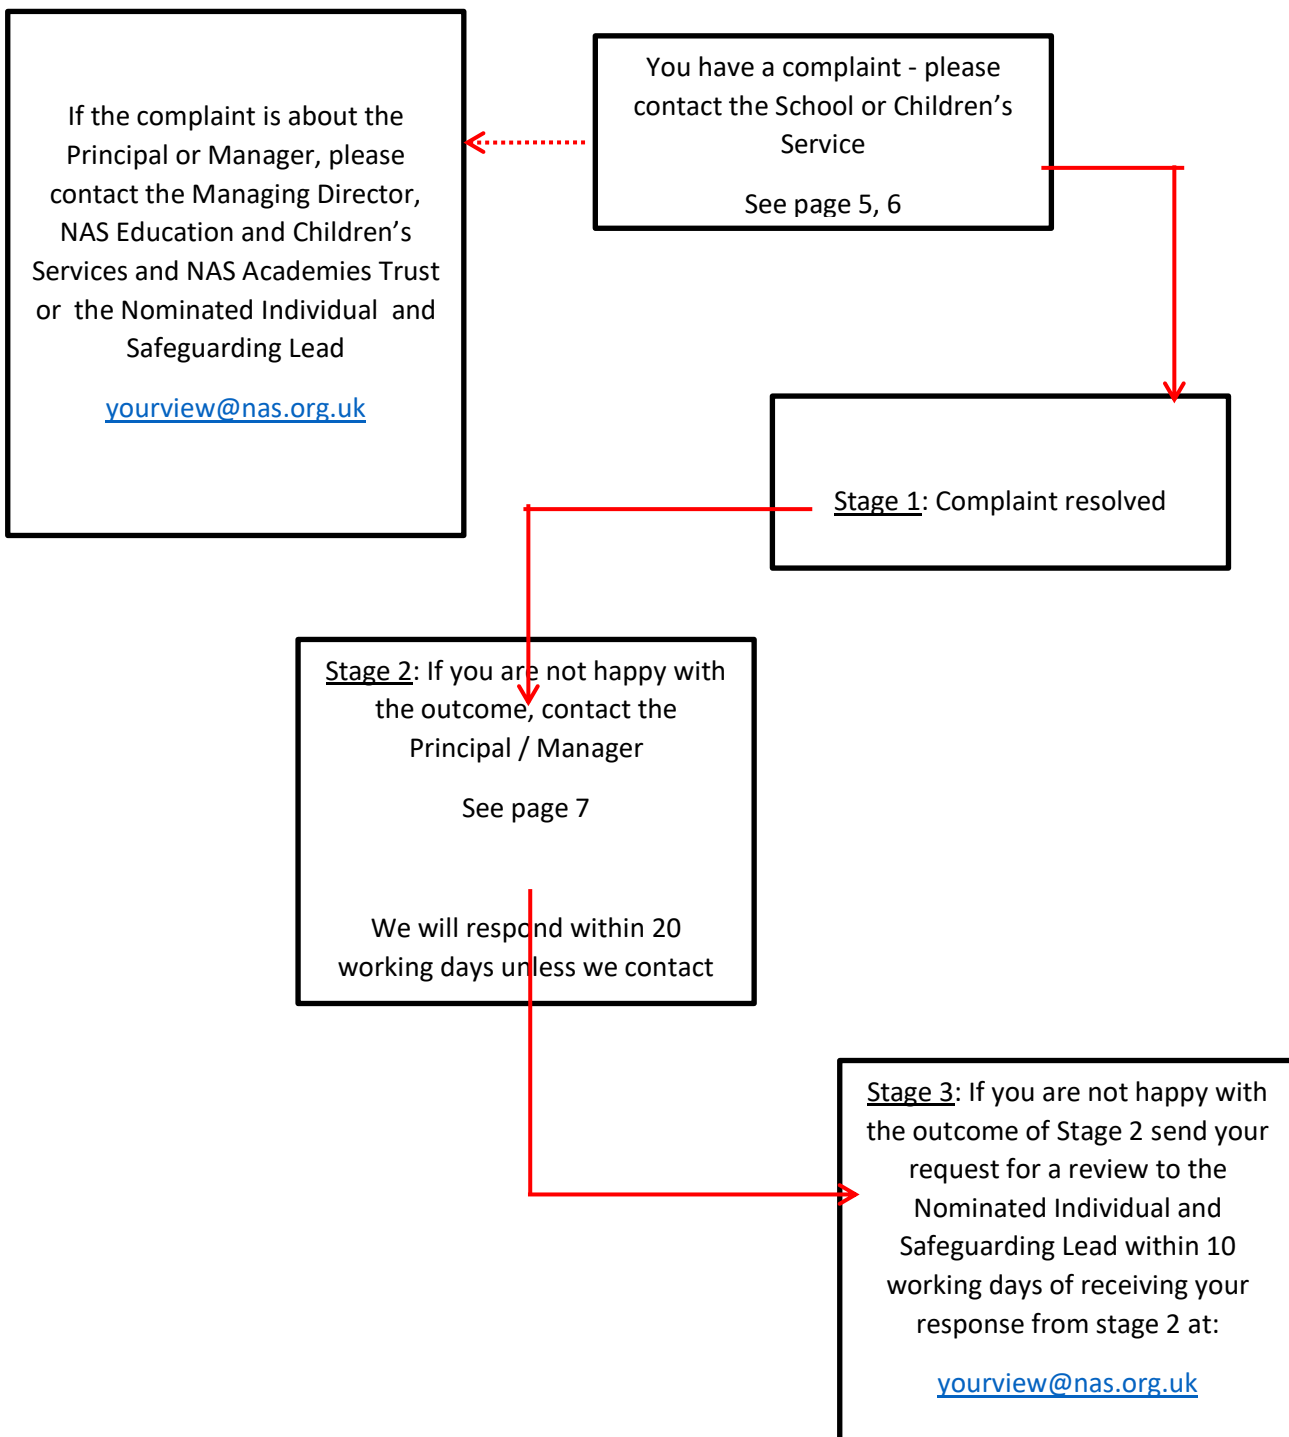 If the complaint is about the
Principal or Manager, please
contact the Managing Director,
NAS Education and Children’s
Services and NAS Academies Trust
or the Nominated Individual and
Safeguarding Lead
yourview@nas.org.uk
You have a complaint - please
contact the School or Children’s
Service
See page 5, 6
Stage 1: Complaint resolved
Stage 2: If you are not happy with
the outcome, contact the
Principal / Manager
See page 7
We will respond within 20
working days unless we contact
Stage 3: If you are not happy with
the outcome of Stage 2 send your
request for a review to the
Nominated Individual and
Safeguarding Lead within 10
working days of receiving your
response from stage 2 at:
yourview@nas.org.uk